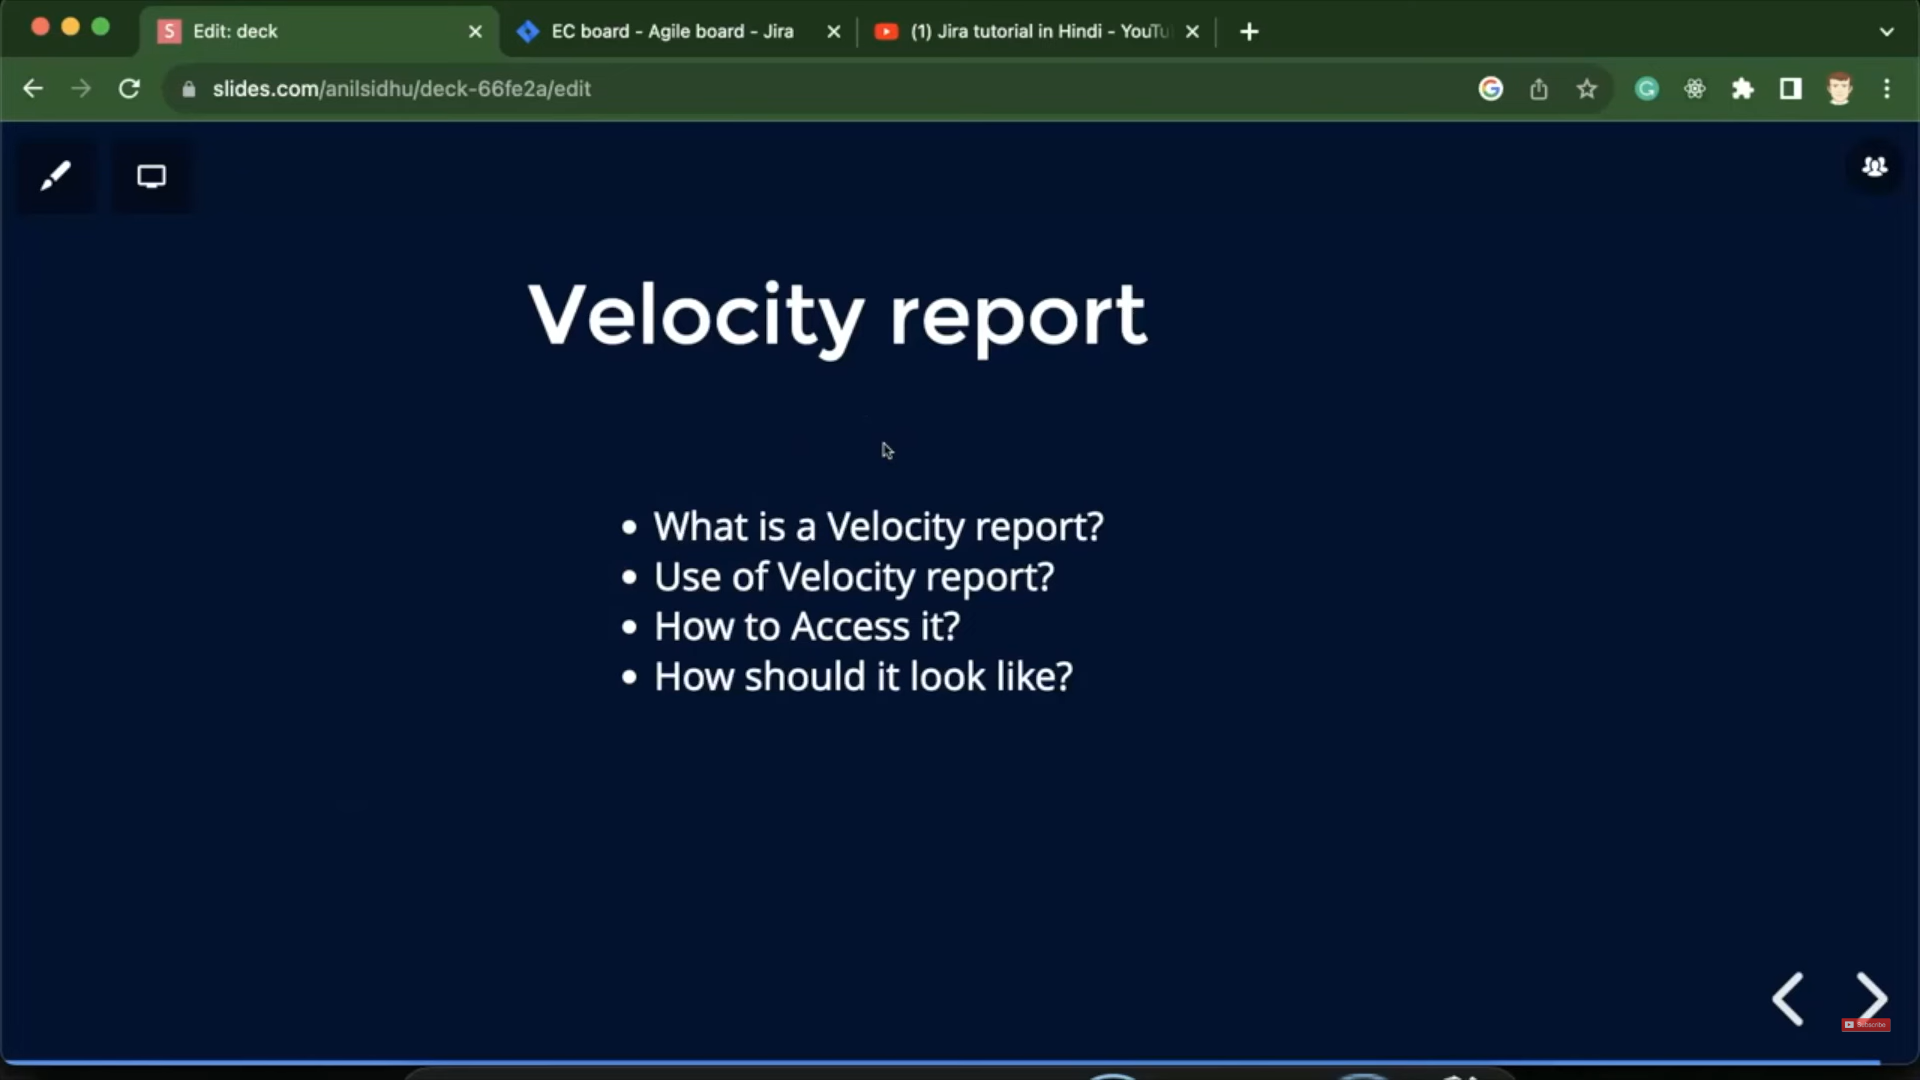 S Edit: deck
EC board - Agile board - Jira
(1) Jira tutorial in Hindi - YouTu
slides.com/anilsidhu/deck-66fe2a/edit
Velocity report
• What is a Velocity report?
• Use of Velocity report?
• How to Access it?
• How should it look like?
Subscribe